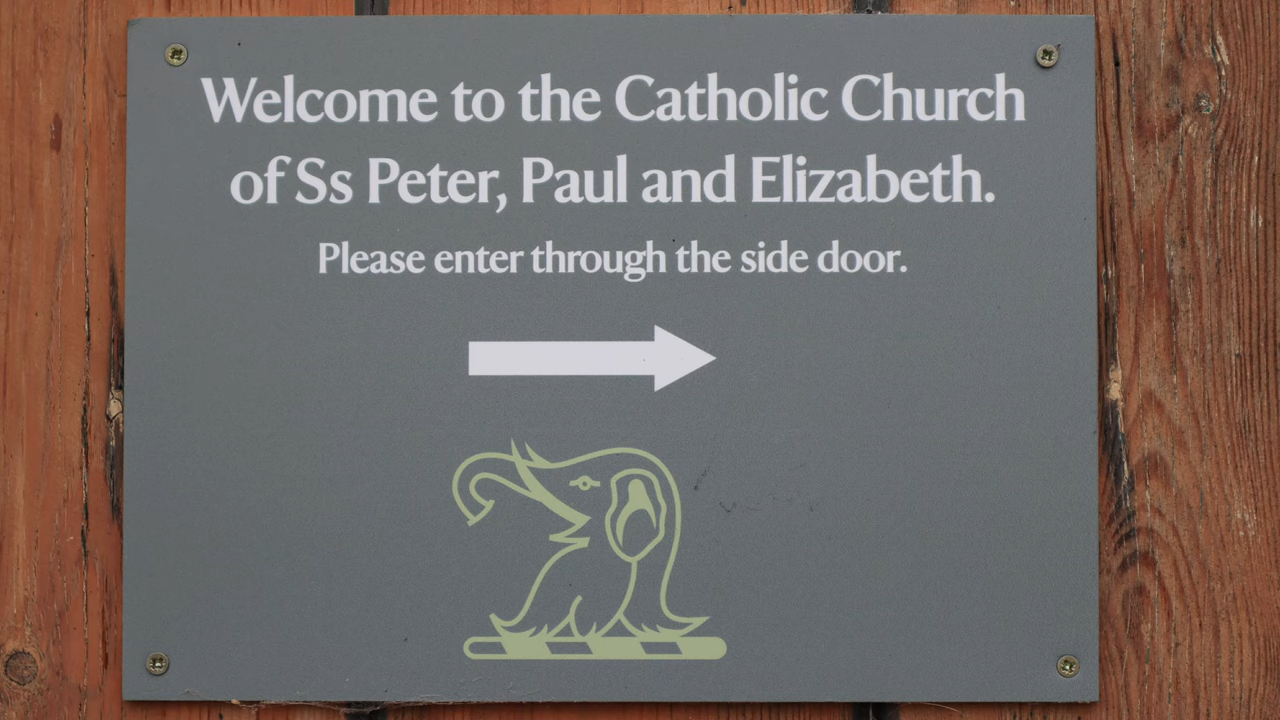 Welcome to the Catholic Church
of Ss Peter, Paul and Elizabeth.
Please enter through the side door.